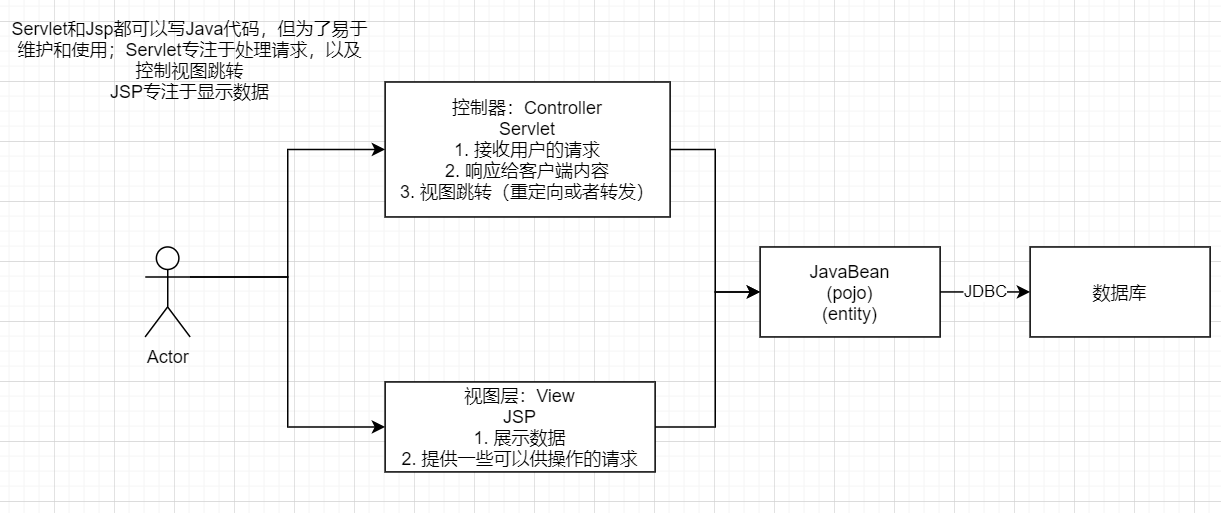 Servlet和Jsp都可以写Java代码，但为了易于
维护和使用；Servlet专注于处理请求，以及
控制视图跳转
JSP专注于显示数据
控制器：Controller
Servlet
1. 接收用户的请求
2. 响应给客户端内容
3. 视图跳转（重定向或者转发）
JavaBean
(pojo)
(entity)
JDBC
数据库
Actor
视图层：View
JSP
1. 展示数据
2. 提供一些可以供操作的请求